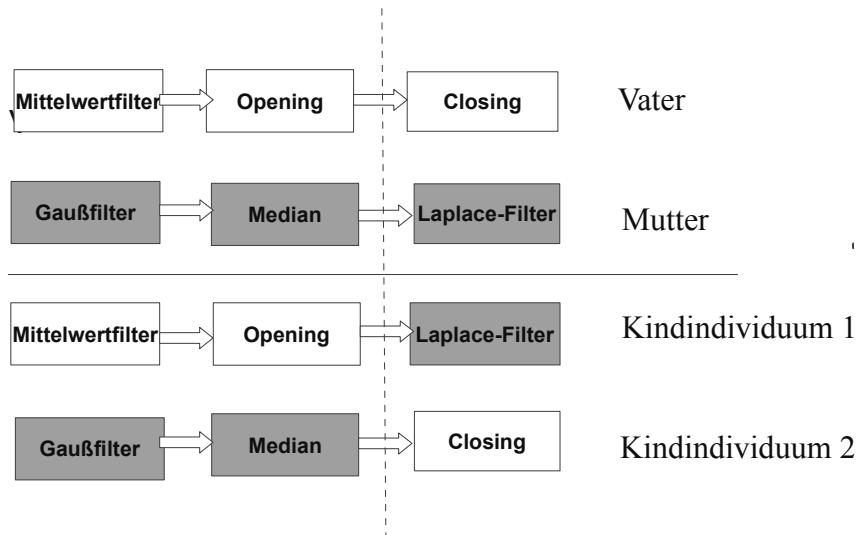 Mittelwertfilter Opening Closing Vater
Gaußfilter Median Laplace-Filter Mutter
Mittelwertfilter Opening Laplace-Filter Kindindividuum 1
Gaußfilter Median Closing Kindindividuum 2